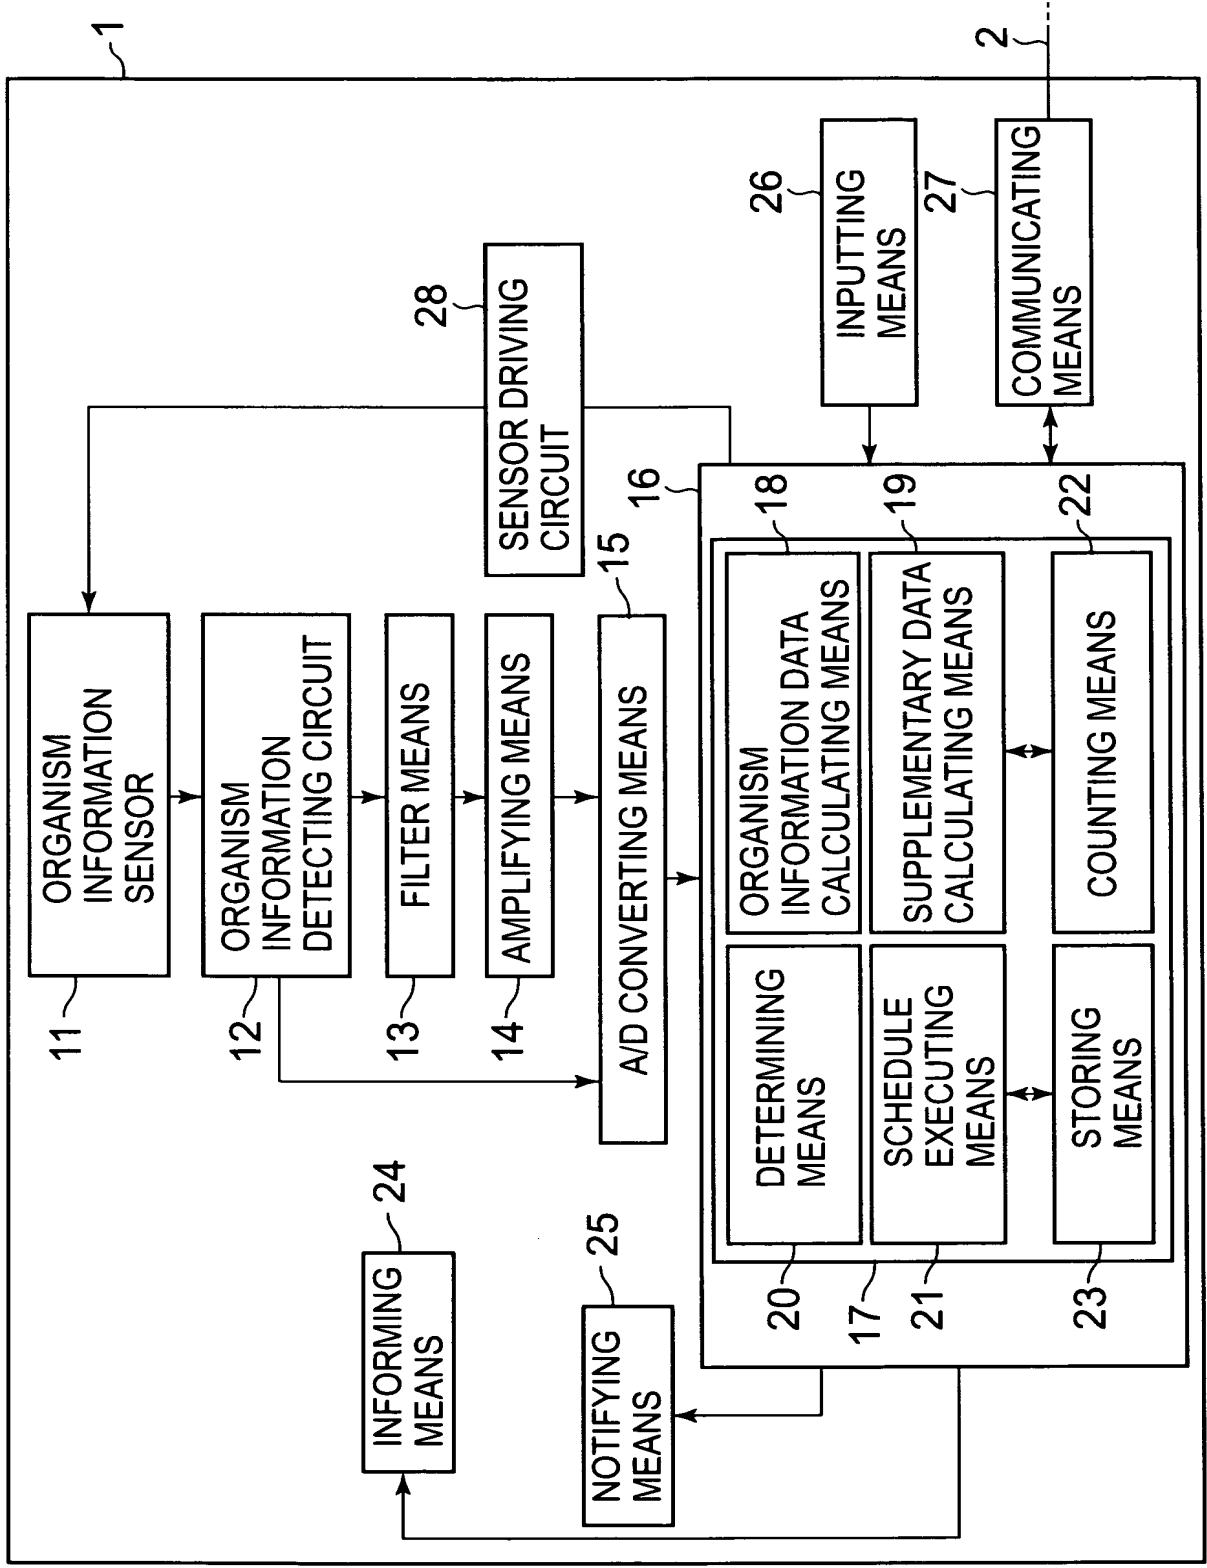 1
2
ORGANISM
INFORMATION
SENSOR
11
ORGANISM
INFORMATION
DETECTING CIRCUIT
12
FILTER MEANS
13
AMPLIFYING MEANS
14
A/D CONVERTING MEANS
15
SENSOR DRIVING
CIRCUIT
28
INFORMING
MEANS
24
NOTIFYING
MEANS
25
16
17
DETERMINING
MEANS
20
ORGANISM
INFORMATION DATA
CALCULATING MEANS
18
SCHEDULE
EXECUTING
MEANS
21
SUPPLEMENTARY DATA
CALCULATING MEANS
19
STORING
MEANS
23
COUNTING MEANS
22
INPUTTING
MEANS
26
COMMUNICATING
MEANS
27